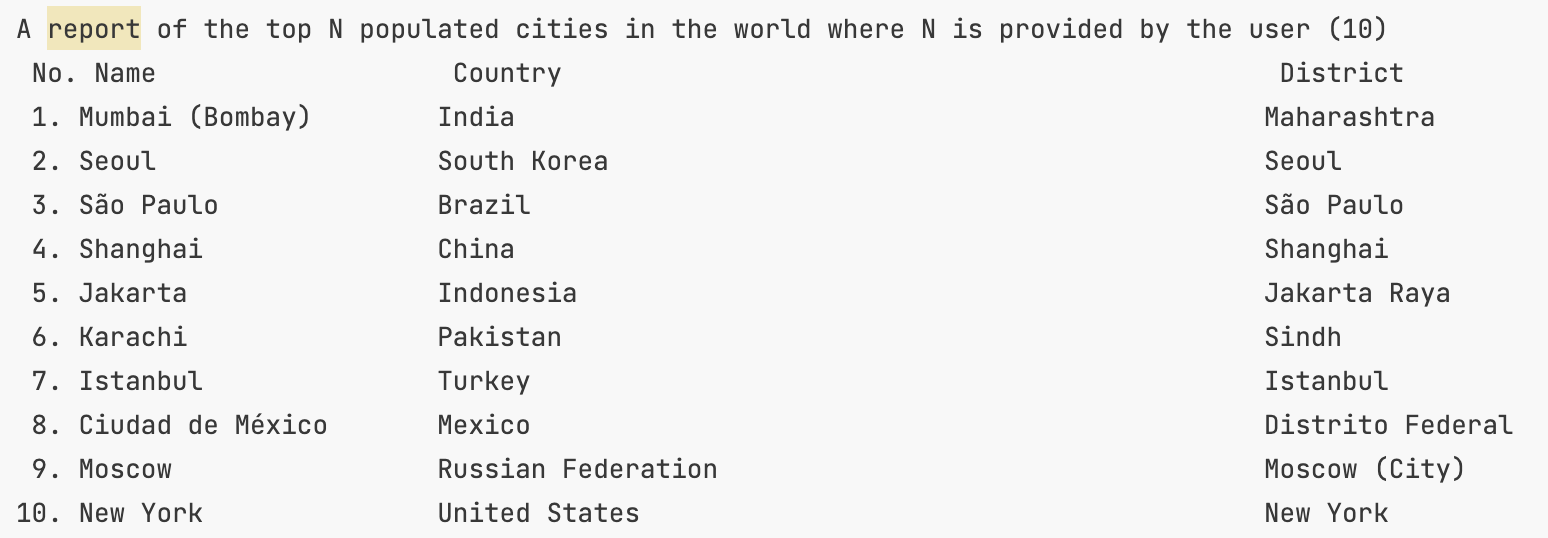 A report of the top N populated cities in the world where N is provided by the user (10)
No. Name Country District
1. Mumbai (Bombay) India Maharashtra
2. Seoul South Korea Seoul
3. São Paulo Brazil São Paulo
4. Shanghai China Shanghai
5. Jakarta Indonesia Jakarta Raya
6. Karachi Pakistan Sindh
7. Istanbul Turkey Istanbul
8. Ciudad de México Mexico Distrito Federal
9. Moscow Russian Federation Moscow (City)
10. New York United States New York